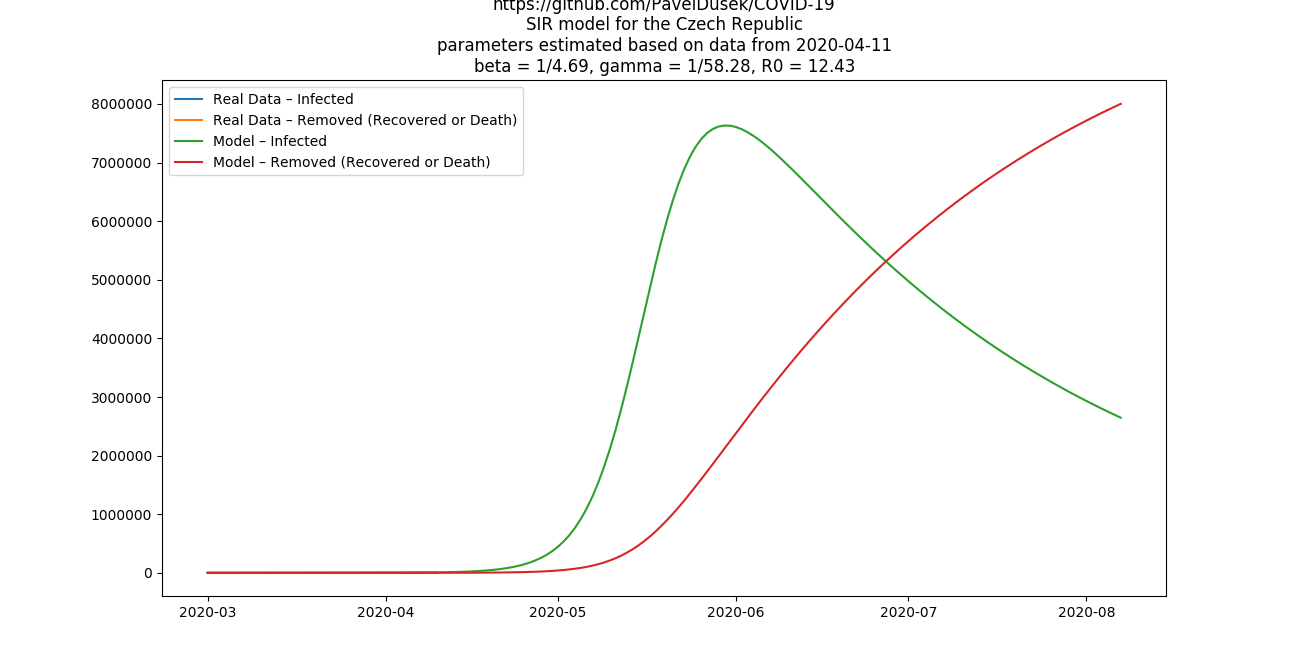 https://github.com/PavelDusek/COVID-19
SIR model for the Czech Republic
parameters estimated based on data from 2020-04-11
beta = 1/4.69, gamma = 1/58.28, R0 = 12.43
Real Data – Infected
Real Data – Removed (Recovered or Death)
Model – Infected
Model – Removed (Recovered or Death)
8000000
7000000
6000000
5000000
4000000
3000000
2000000
1000000
0
2020-03 2020-04 2020-05 2020-06 2020-07 2020-08